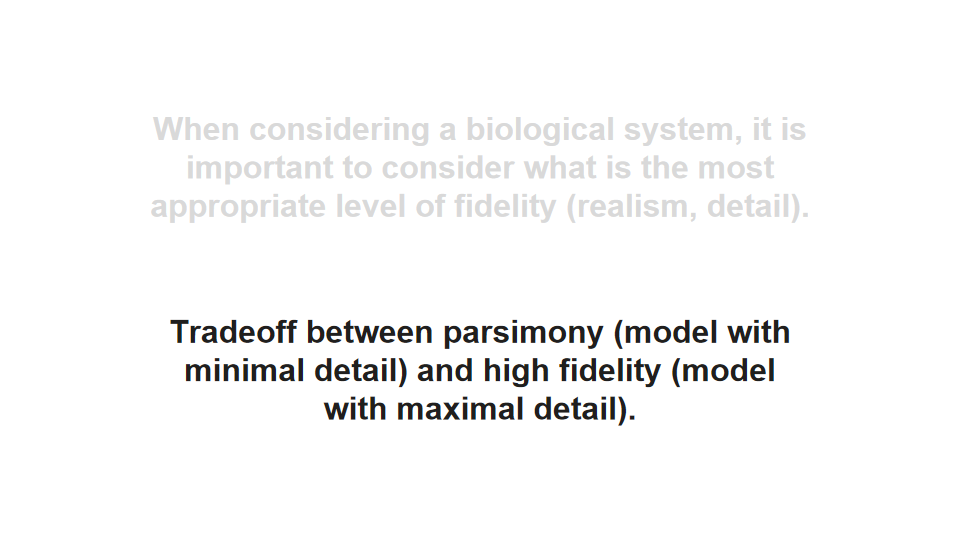 When considering a biological system, it is
important to consider what is the most
appropriate level of fidelity (realism, detail).
Tradeoff between parsimony (model with
minimal detail) and high fidelity (model
with maximal detail).